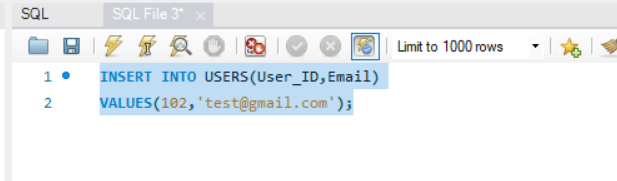 SQL
SQL File 3*
Limit to 1000 rows
1
INSERT INTO USERS(User_ID,Email)
2
VALUES(102,'test@gmail.com');